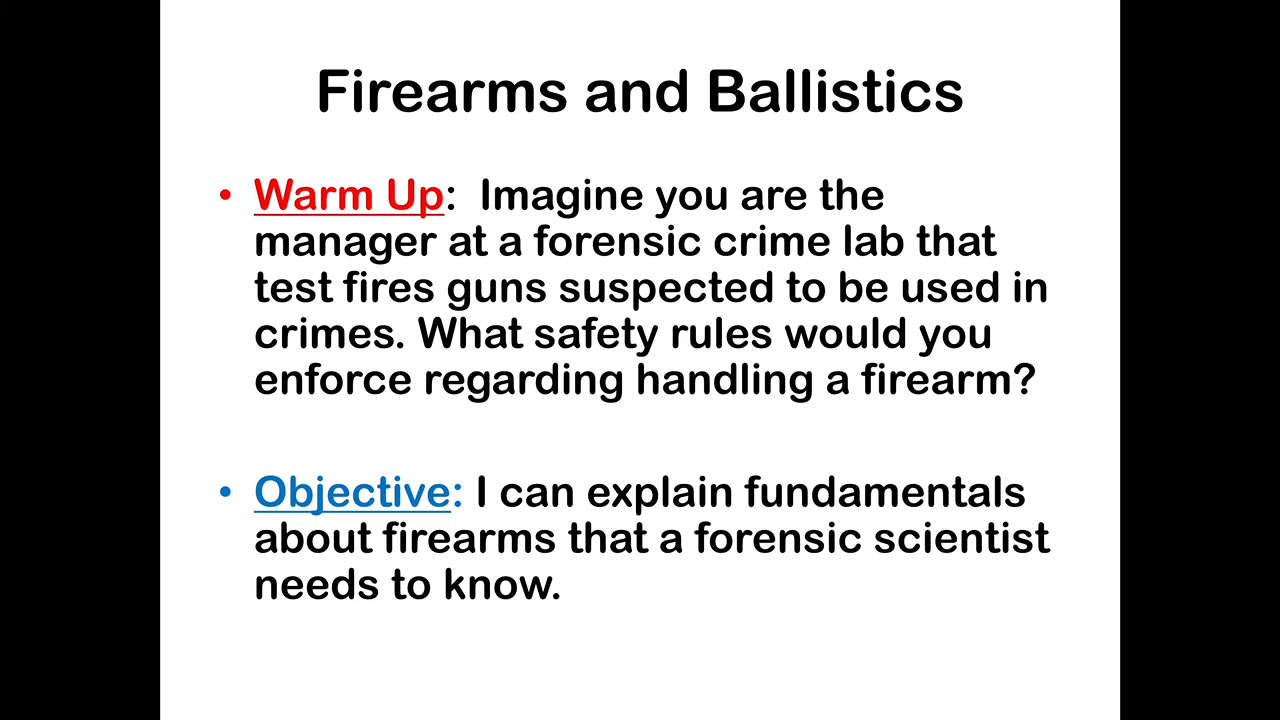 Firearms and Ballistics
• Warm Up:  Imagine you are the
manager at a forensic crime lab that
test fires guns suspected to be used in
crimes. What safety rules would you
enforce regarding handling a firearm?
• Objective: I can explain fundamentals
about firearms that a forensic scientist
needs to know.